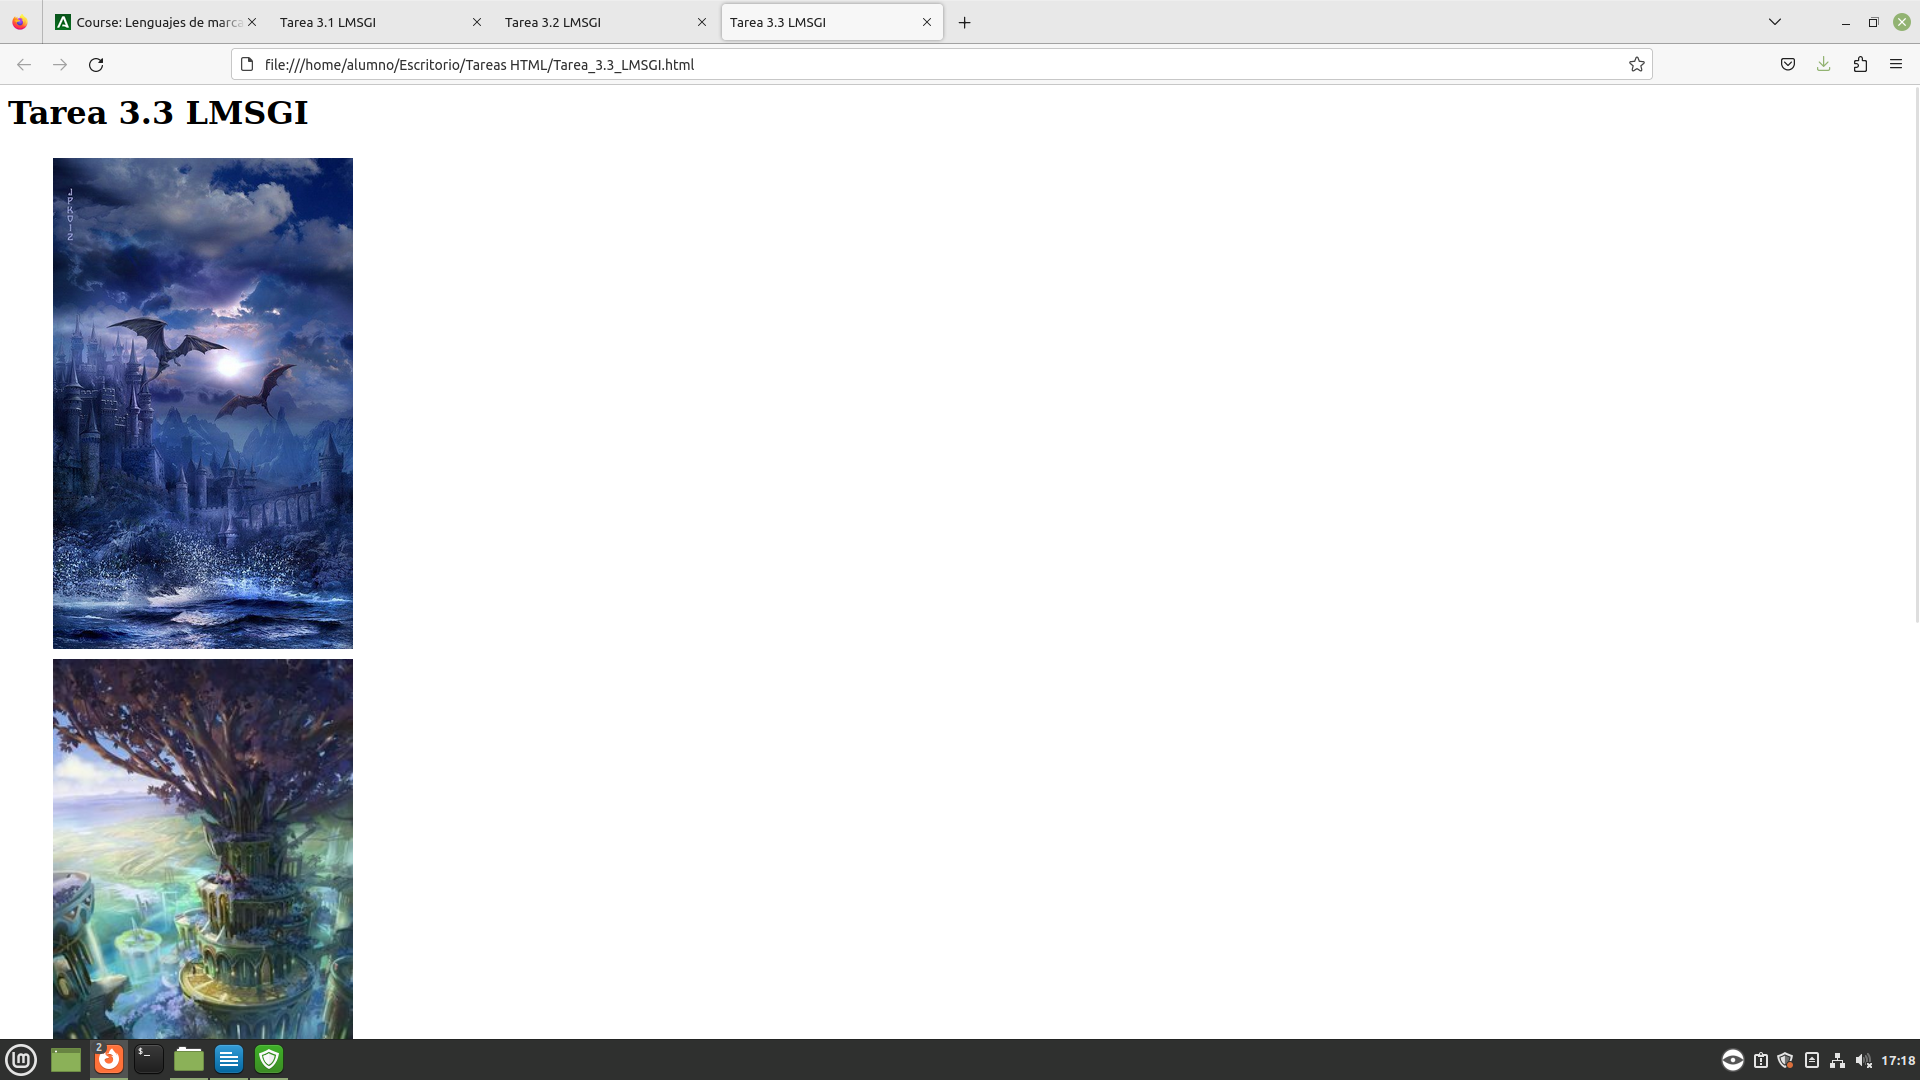 Course: Lenguajes de marca
Tarea 3.1 LMSGI
Tarea 3.2 LMSGI
Tarea 3.3 LMSGI
file:///home/alumno/Escritorio/Tareas HTML/Tarea_3.3_LMSGI.html
Tarea 3.3 LMSGI
JPKOIZ
2
17:18